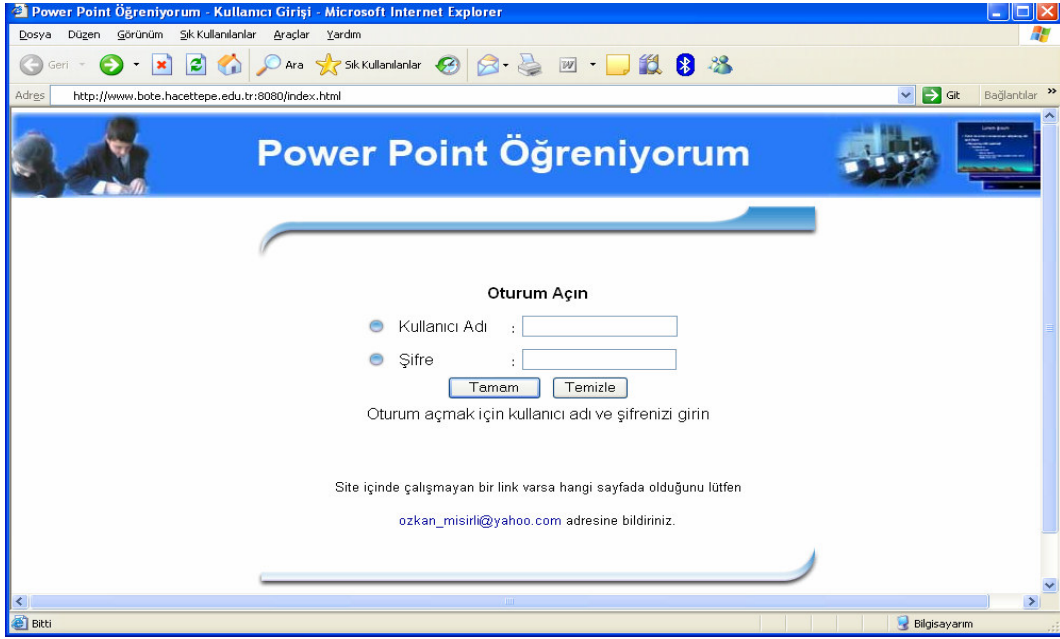 Power Point Öğreniyorum - Kullanıcı Girişi - Microsoft Internet Explorer
Dosya Düzen Görünüm Sık Kullanılanlar Araçlar Yardım
Geri Ara Sık Kullanılanlar
Adres http://www.bote.hacettepe.edu.tr:8080/index.html Git Bağlantılar »
Power Point Öğreniyorum
Oturum Açın
Kullanıcı Adı :
Şifre :
Tamam Temizle
Oturum açmak için kullanıcı adı ve şifrenizi girin
Site içinde çalışmayan bir link varsa hangi sayfada olduğunu lütfen
ozkan_misirli@yahoo.com adresine bildiriniz.
Bitti Bilgisayarım